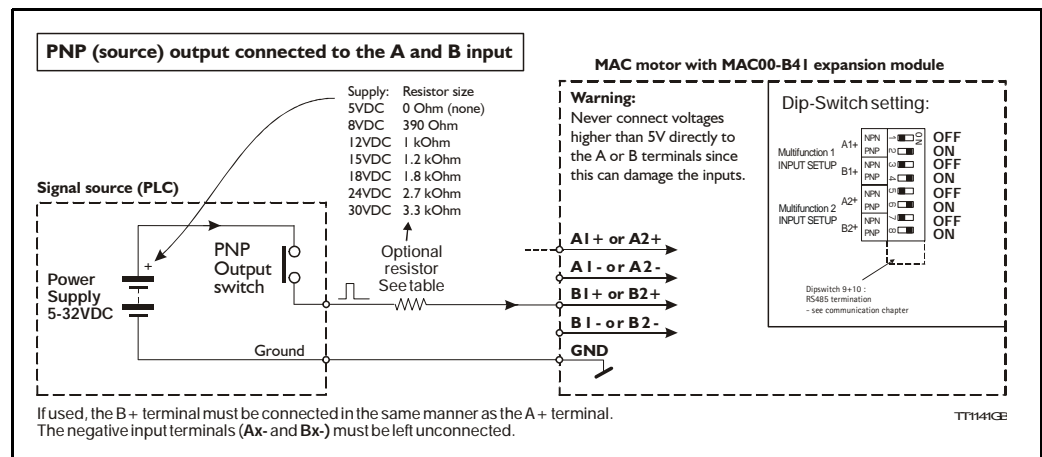 PNP (source) output connected to the A and B input
MAC motor with MAC00-B41 expansion module
Supply: Resistor size
5VDC 0 Ohm (none)
8VDC 390 Ohm
12VDC 1 kOhm
15VDC 1.2 kOhm
18VDC 1.8 kOhm
24VDC 2.7 kOhm
30VDC 3.3 kOhm
Optional
resistor
See table
Signal source (PLC)
PNP
Output
switch
+
Power
Supply
5-32VDC
Ground
Warning:
Never connect voltages
higher than 5V directly to
the A or B terminals since
this can damage the inputs.
A1+ or A2+
A1- or A2-
B1+ or B2+
B1- or B2-
GND
Dip-Switch setting:
Multifunction 1
INPUT SETUP
Multifunction 2
INPUT SETUP
A1+ NPN 1 ON OFF
PNP 2 ON
B1+ NPN 3 OFF
PNP 4 ON
A2+ NPN 5 OFF
PNP 6 ON
B2+ NPN 7 OFF
PNP 8 ON
Dipswitch 9+10 :
RS485 termination
- see communication chapter
If used, the B+ terminal must be connected in the same manner as the A+ terminal.
The negative input terminals (Ax- and Bx-) must be left unconnected.
TT1141GB